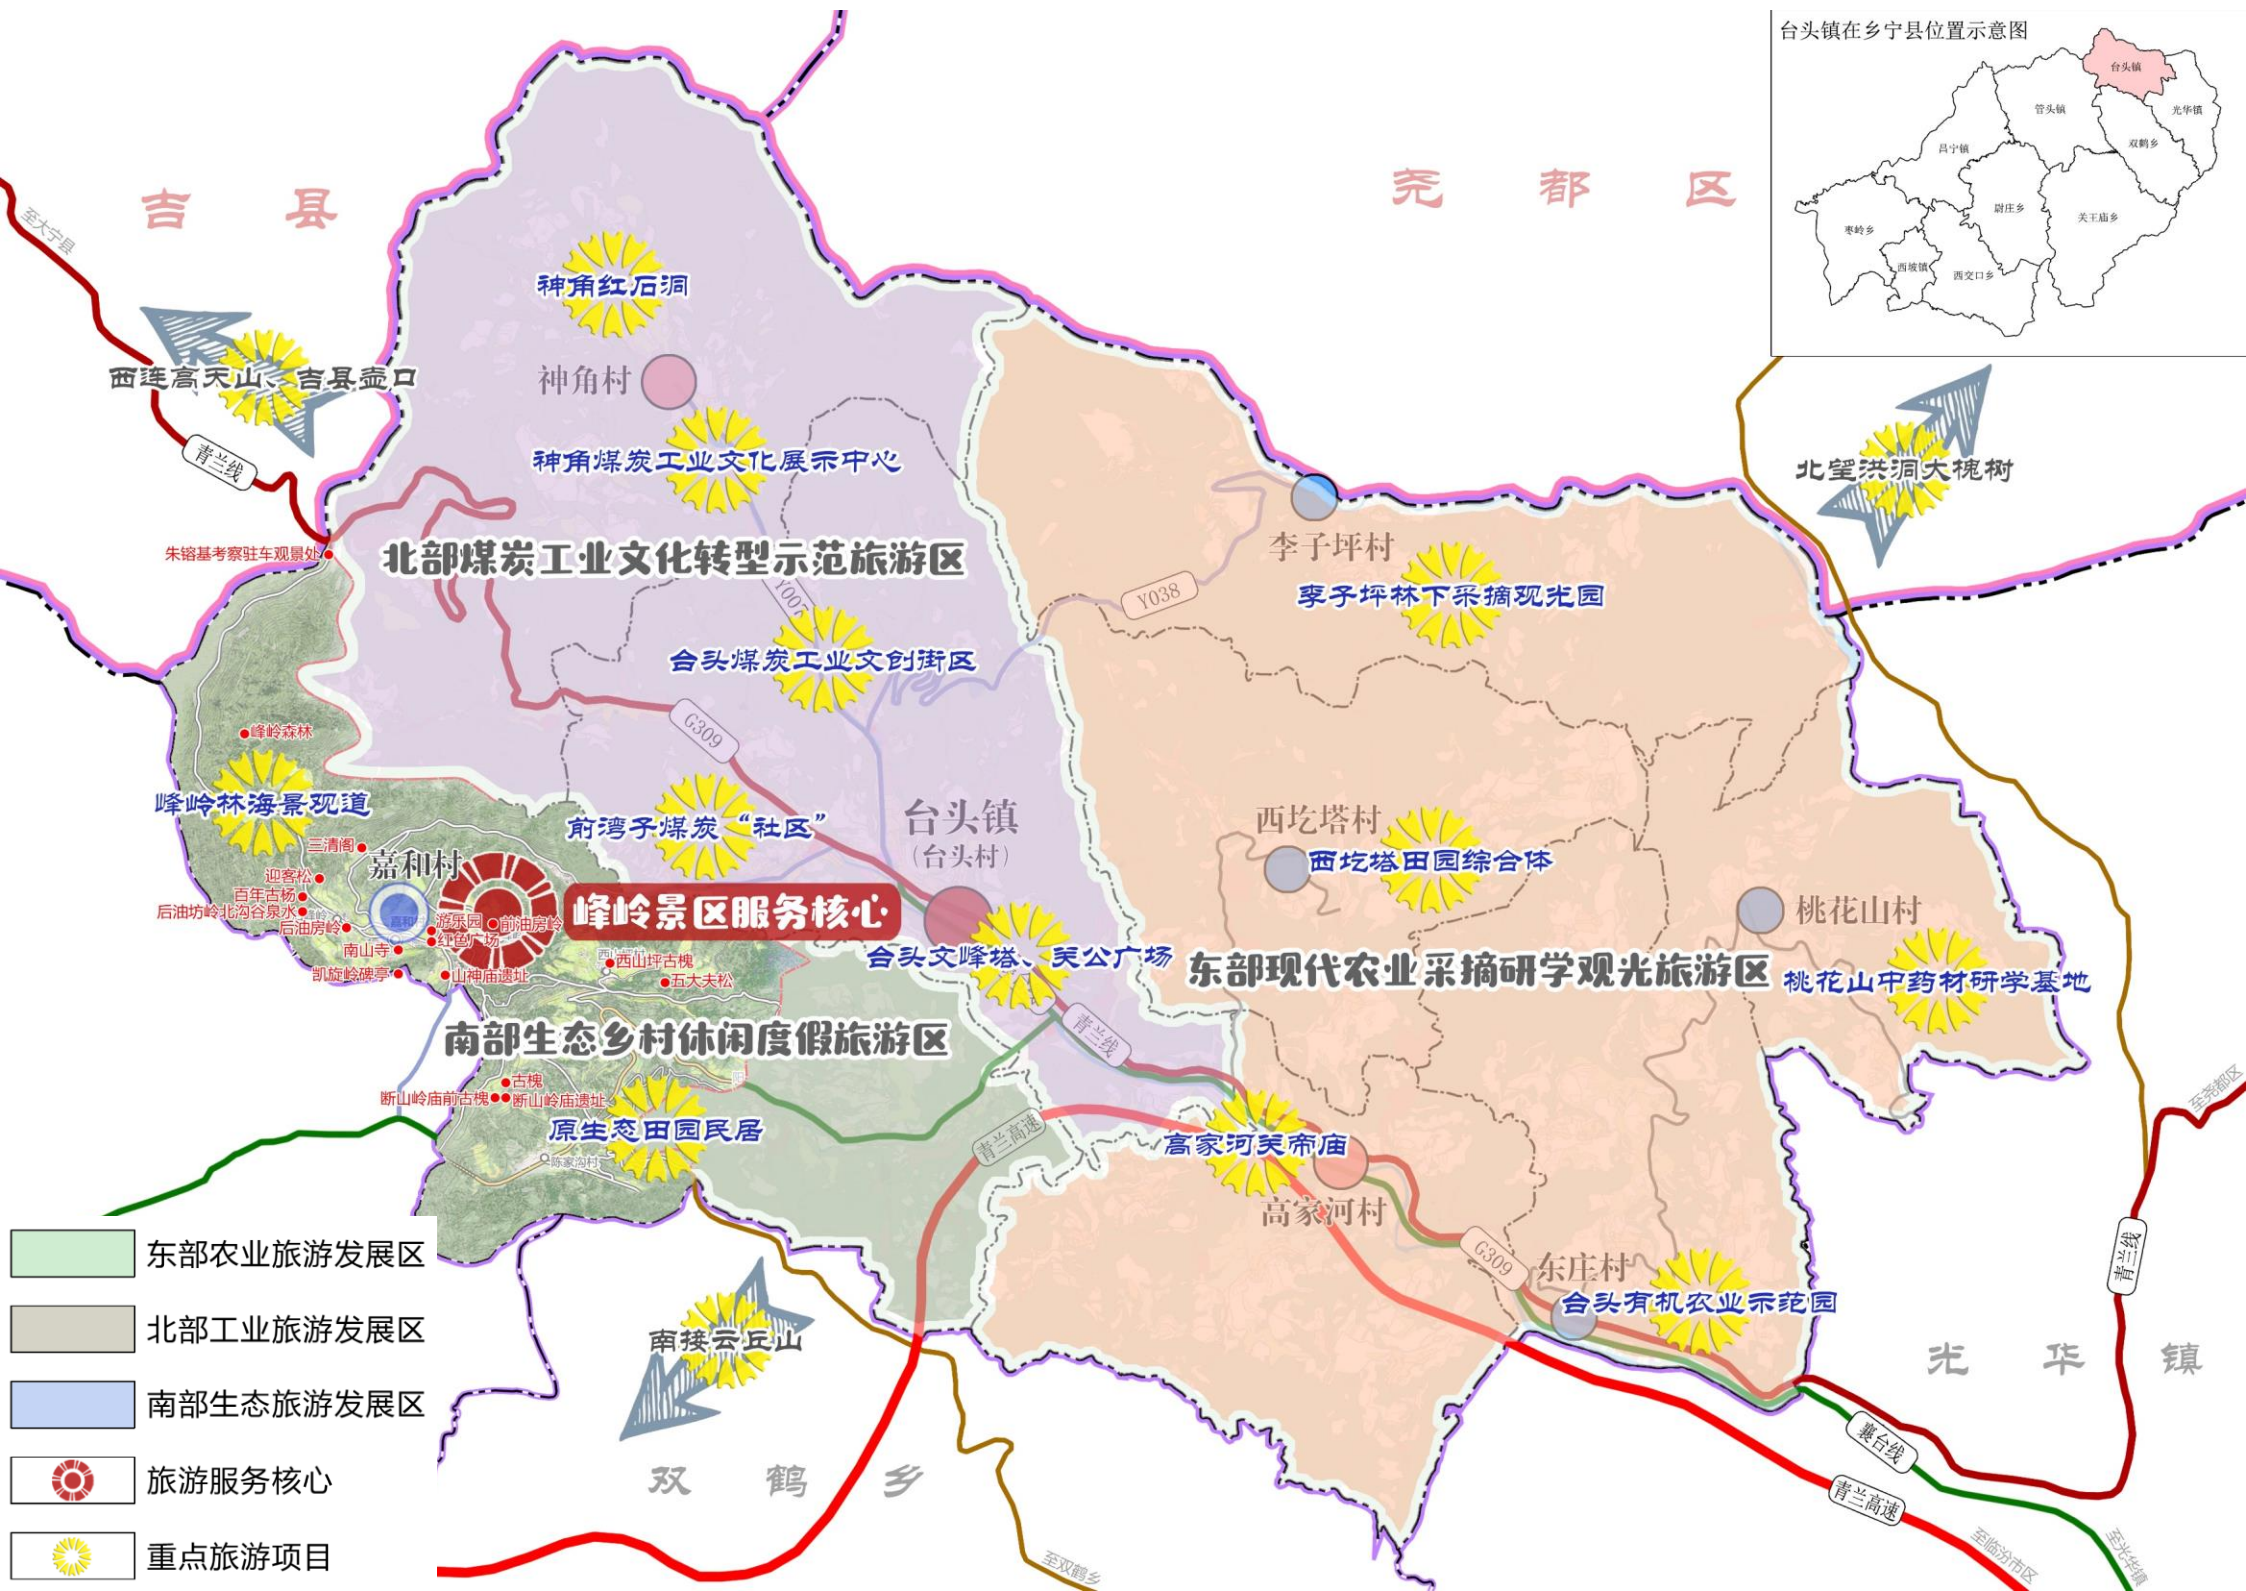 台头镇在乡宁县位置示意图
台头镇
管头镇
光华镇
双鹤乡
昌宁镇
尉庄乡
关王庙乡
枣岭乡
西坡镇
西交口乡
吉县
尧都区
至大宁县
神角红石洞
西连高天山、吉县壶口
神角村
青兰线
神角煤炭工业文化展示中心
北望洪洞大槐树
李子坪村
朱镕基考察驻车观景处
北部煤炭工业文化转型示范旅游区
Y007
Y038
李子坪林下采摘观光园
台头煤炭工业文创街区
G309
峰岭森林
峰岭林海景观道
前湾子煤炭“社区”
台头镇
(台头村)
西圪塔村
西圪塔田园综合体
三清阁
嘉和村
迎客松
百年古杨
后油坊岭北沟谷泉水
峰岭
嘉和
后油房岭
游乐园
前油房岭
红色广场
峰岭景区服务核心
桃花山村
南山寺
凯旋岭碑亭
山神庙遗址
西山坪古槐
五大夫松
台头文峰塔、关公广场
东部现代农业采摘研学观光旅游区
桃花山中药材研学基地
南部生态乡村休闲度假旅游区
青兰线
古槐
断山岭庙前古槐
断山岭庙遗址
原生态田园民居
陈家沟村
青兰高速
高家河关帝庙
高家河村
至尧都区
青兰线
G309
东庄村
台头有机农业示范园
南接云丘山
光华镇
双鹤乡
襄台线
青兰高速
至双鹤乡
至临汾市区
至光华镇
东部农业旅游发展区
北部工业旅游发展区
南部生态旅游发展区
旅游服务核心
重点旅游项目